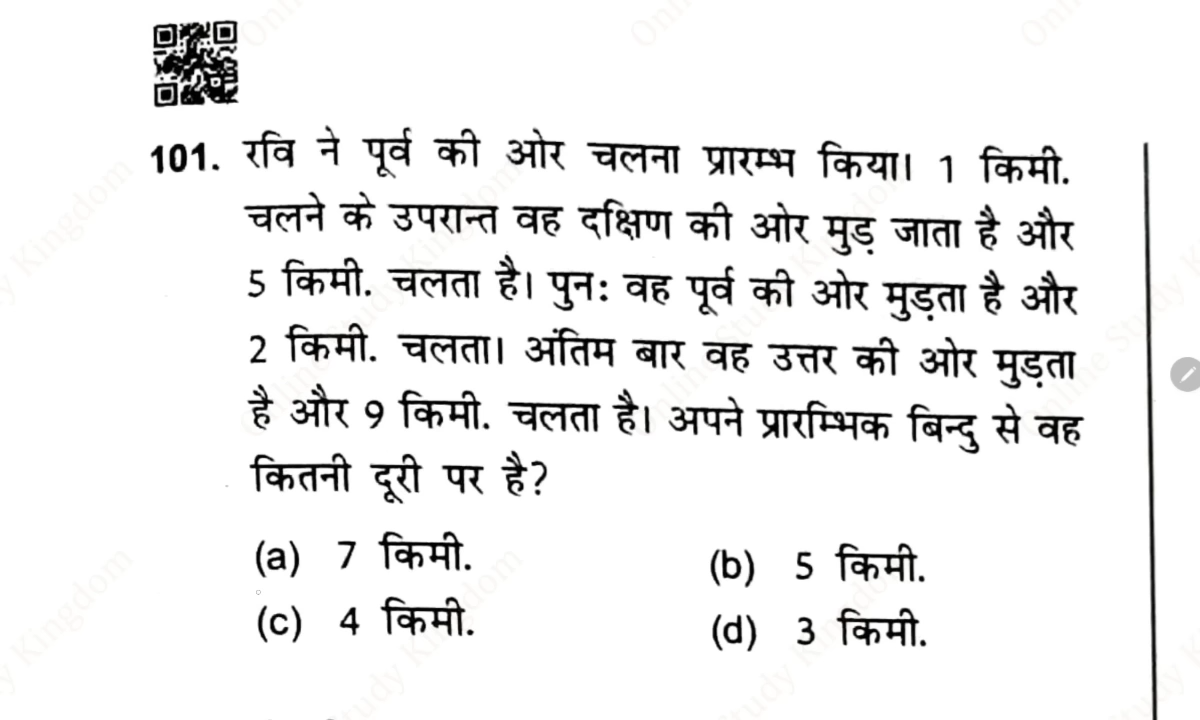 101. रवि ने पूर्व की ओर चलना प्रारम्भ किया। 1 किमी.
चलने के उपरान्त वह दक्षिण की ओर मुड़ जाता है और
5 किमी. चलता है। पुनः वह पूर्व की ओर मुड़ता है और
2 किमी. चलता। अंतिम बार वह उत्तर की ओर मुड़ता
है और 9 किमी. चलता है। अपने प्रारम्भिक बिन्दु से वह
कितनी दूरी पर है?
(a) 7 किमी. (b) 5 किमी.
(c) 4 किमी. (d) 3 किमी.